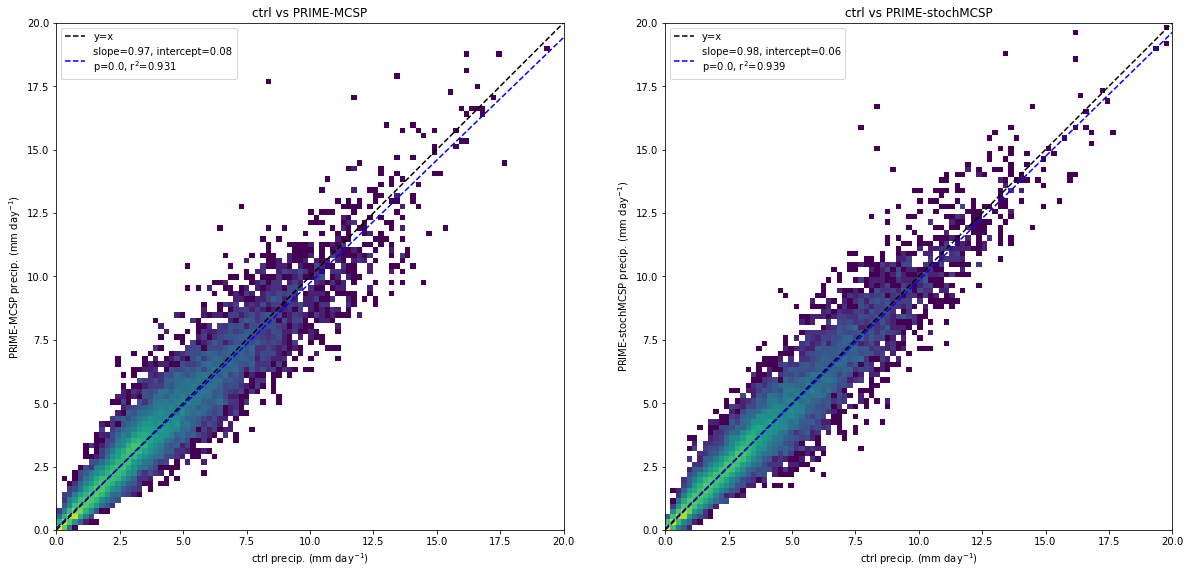 ctrl vs PRIME-MCSP
20.0
17.5
15.0
12.5
10.0
7.5
5.0
2.5
0.0
PRIME-MCSP precip. (mm day⁻¹)
y=x
slope=0.97, intercept=0.08
p=0.0, r²=0.931
0.0 2.5 5.0 7.5 10.0 12.5 15.0 17.5 20.0
ctrl precip. (mm day⁻¹)
ctrl vs PRIME-stochMCSP
20.0
17.5
15.0
12.5
10.0
7.5
5.0
2.5
0.0
PRIME-stochMCSP precip. (mm day⁻¹)
y=x
slope=0.98, intercept=0.06
p=0.0, r²=0.939
0.0 2.5 5.0 7.5 10.0 12.5 15.0 17.5 20.0
ctrl precip. (mm day⁻¹)